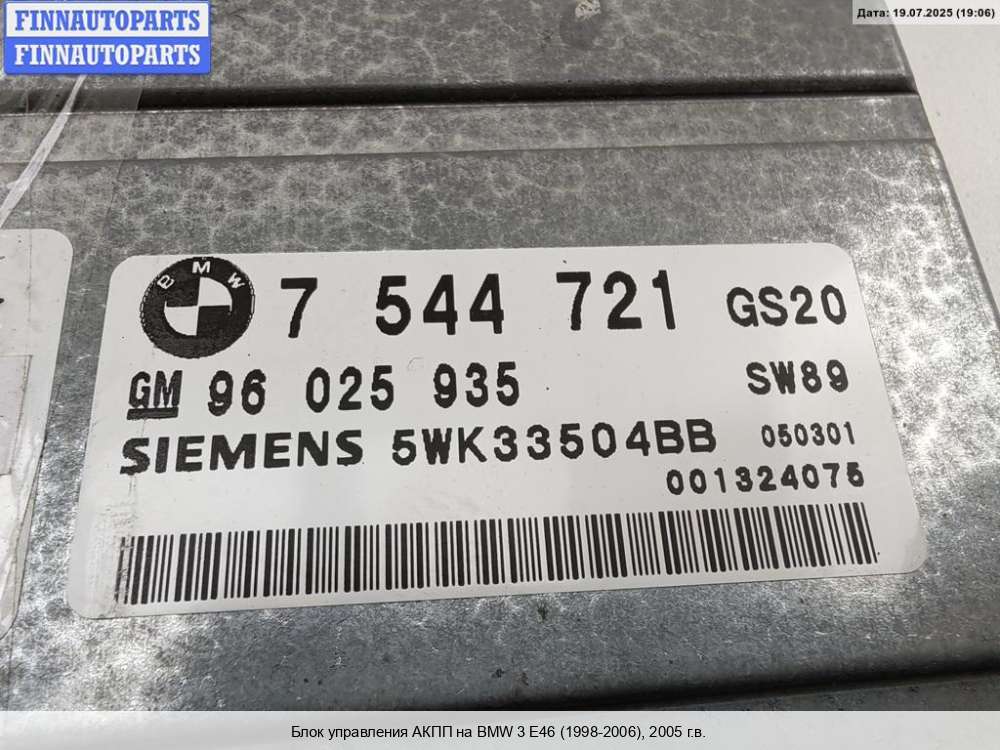 FINNAUTOPARTS
FINNAUTOPARTS
Дата: 19.07.2025 (19:06)
BMW 7 544 721 GS20
GM 96 025 935 SW89
SIEMENS 5WK33504BB 050301
001324075
Блок управления АКПП на BMW 3 E46 (1998-2006), 2005 г.в.